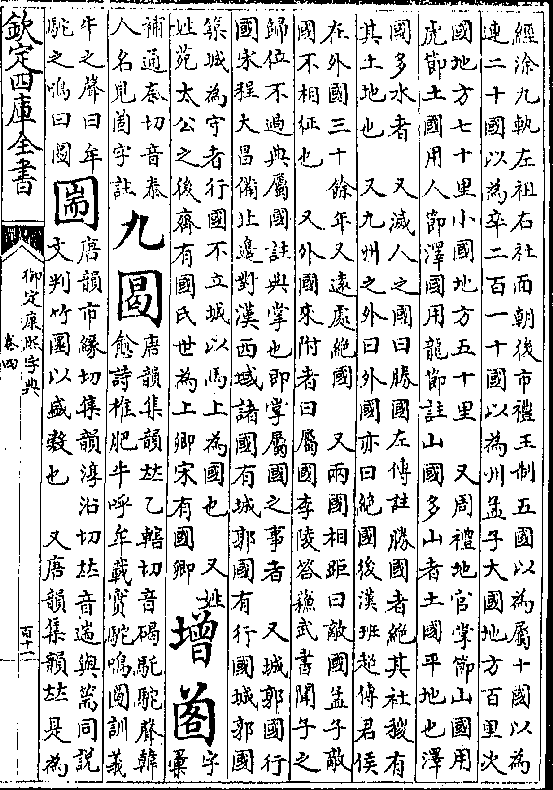 經涂九軌左祖右社而朝後市禮王制五國以為屬十國以為
連二十國以為卒二百一十國以為州孟子大國地方百里次
國地方七十里小國地方五十里　又周禮地官掌節山國用
虎節土國用人節澤國用龍節註山國多山者土國平地也澤
國多水者　又滅人之國曰勝國左傳註勝國者絕其社稷有
其土地也　又九州之外曰外國亦曰絕國後漢班超傳君侯
在外國三十餘年又遠處絕國　又兩國相距曰敵國孟子敵
國不相征也　又外國來附者曰屬國李陵答蘇武書聞子之
歸位不過典屬國註典掌也即掌屬國之事者　又城郭國行
國宋程大昌備北邊對漢西域諸國有城郭國有行國城郭國
築城為守者行國不立城以馬上為國也　又姓
姓苑太公之後齊有國氏世為上卿宋有國卿
增
字
彙
補通盍切音泰
人名見酋字註
九
㘢
唐韻集韻𠀤乙轄切音碣駝駝聲韓
愈詩椎肥牛呼牟載實駝鳴㘢訓義
牛之聲曰牟
駝之鳴曰㘢
圌
唐韻市緣切集韻淳沿切𠀤音遄與篅同說
文判竹圜以盛穀也　又唐韻集韻𠀤是為
欽定四庫全書
御定康熙字典
卷四
百十二